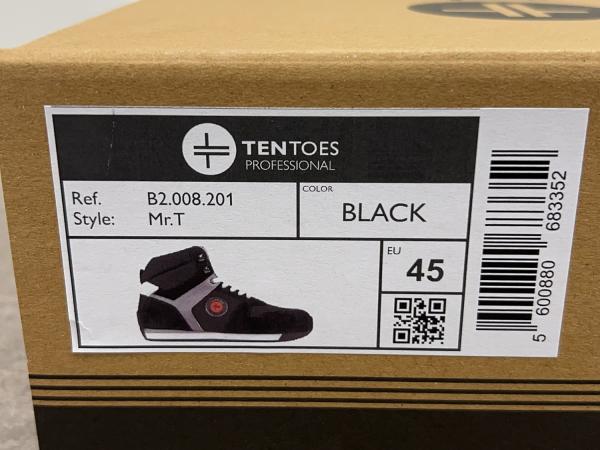 TENTOES
PROFESSIONAL
Ref. B2.008.201
Style: Mr.T
COLOR
BLACK
EU
45
5 600880 683352